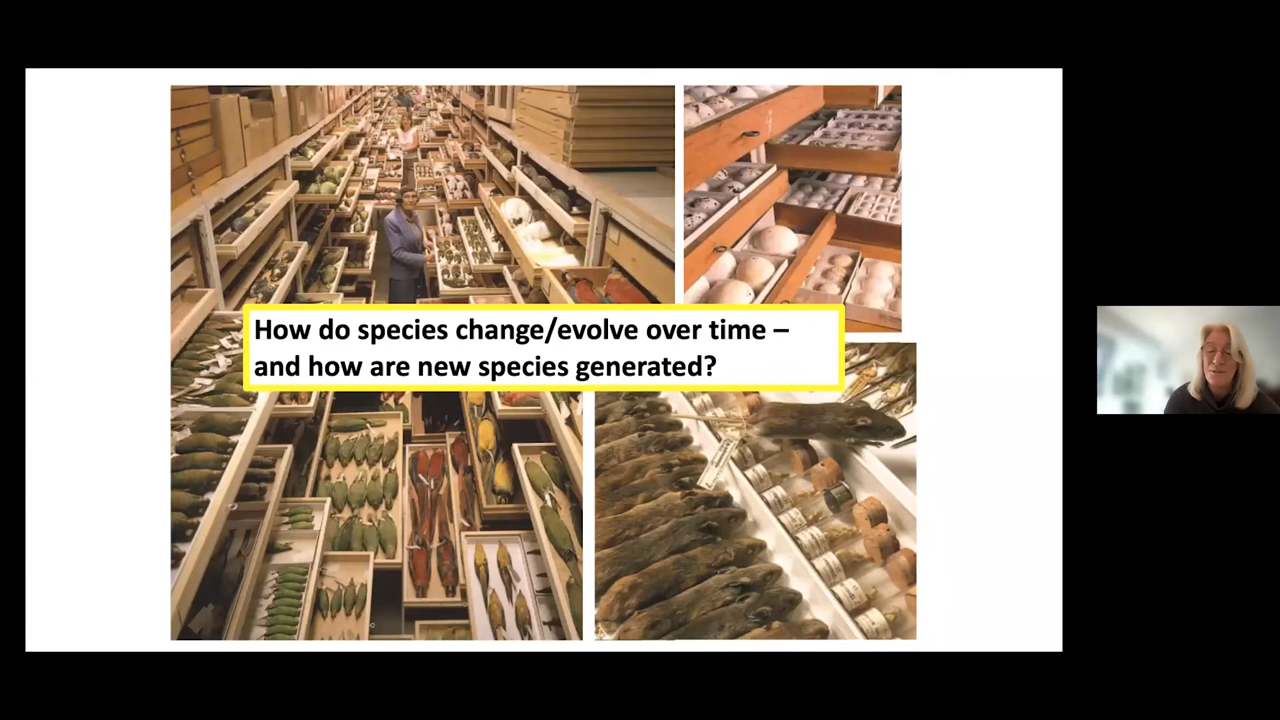 How do species change/evolve over time –
and how are new species generated?